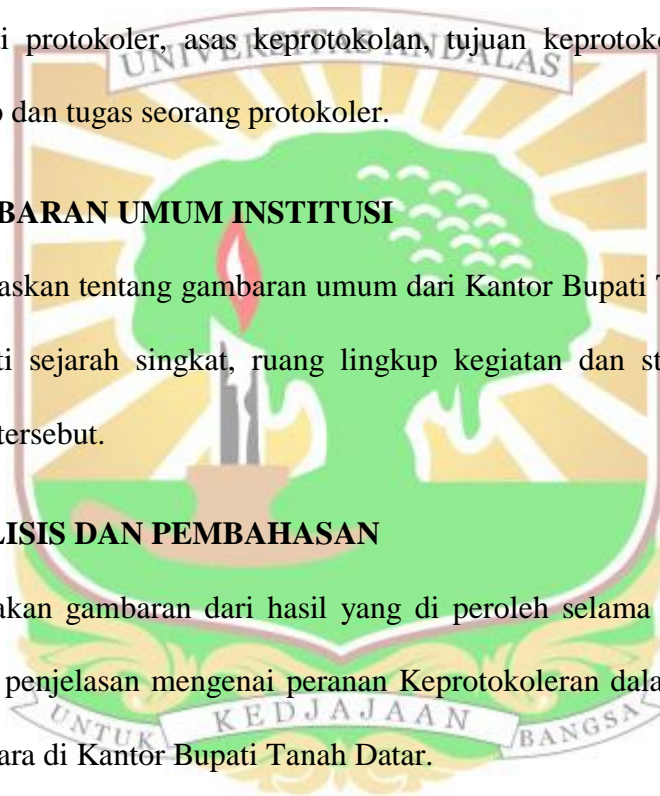 i protokoler, asas keprotokolan, tujuan keprotoko
UNIVERSITAS ANDALAS
dan tugas seorang protokoler.
BARAN UMUM INSTITUSI
askan tentang gambaran umum dari Kantor Bupati T
ti sejarah singkat, ruang lingkup kegiatan dan st
tersebut.
LISIS DAN PEMBAHASAN
akan gambaran dari hasil yang di peroleh selama
penjelasan mengenai peranan Keprotokoleran dala
UNTUK KEDJAJAAN BANGSA
ara di Kantor Bupati Tanah Datar.